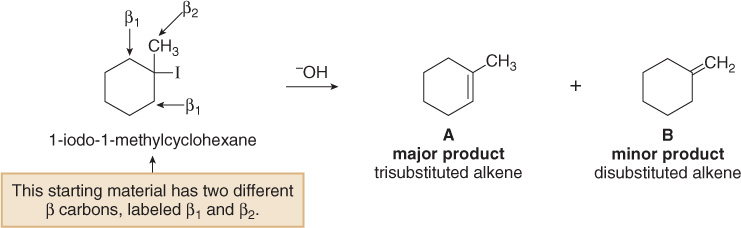 β₁
β₂
CH₃
I
β₁
1-iodo-1-methylcyclohexane
This starting material has two different
β carbons, labeled β₁ and β₂.
⁻OH
CH₃
A
major product
trisubstituted alkene
+
CH₂
B
minor product
disubstituted alkene